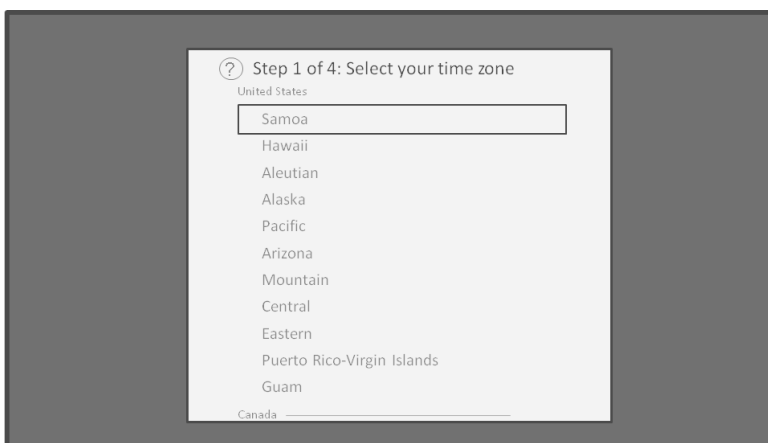 ? Step 1 of 4: Select your time zone
United States
Samoa
Hawaii
Aleutian
Alaska
Pacific
Arizona
Mountain
Central
Eastern
Puerto Rico-Virgin Islands
Guam
Canada